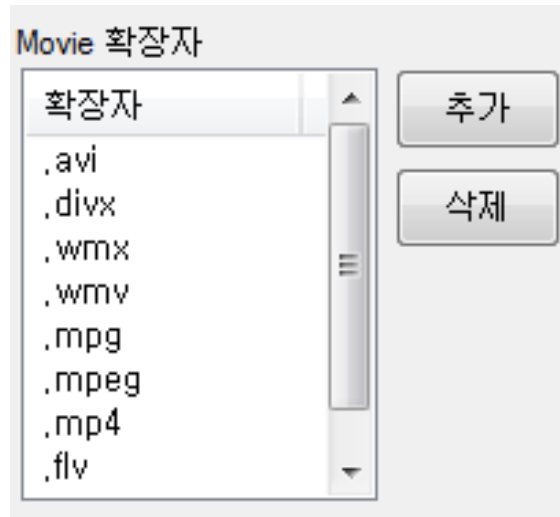 Movie 확장자
확장자
추가
.avi
삭제
.divx
.wmx
.wmv
.mpg
.mpeg
.mp4
.flv